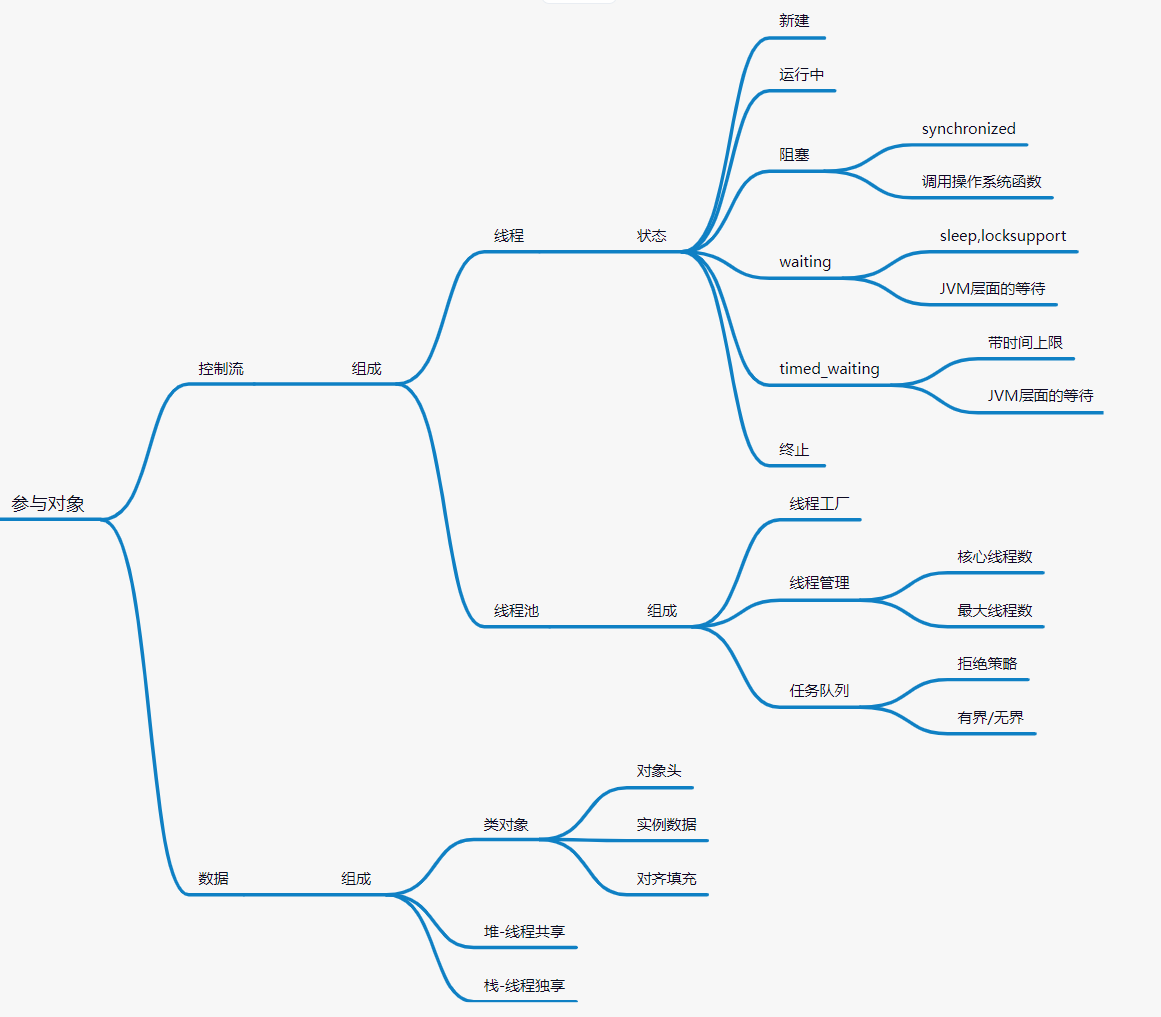 新建
运行中
synchronized
阻塞
调用操作系统函数
线程
状态
sleep,locksupport
waiting
JVM层面的等待
带时间上限
控制流
组成
timed_waiting
JVM层面的等待
终止
参与对象
线程工厂
核心线程数
线程管理
线程池
组成
最大线程数
拒绝策略
任务队列
有界/无界
对象头
类对象
实例数据
数据
组成
对齐填充
堆-线程共享
栈-线程独享